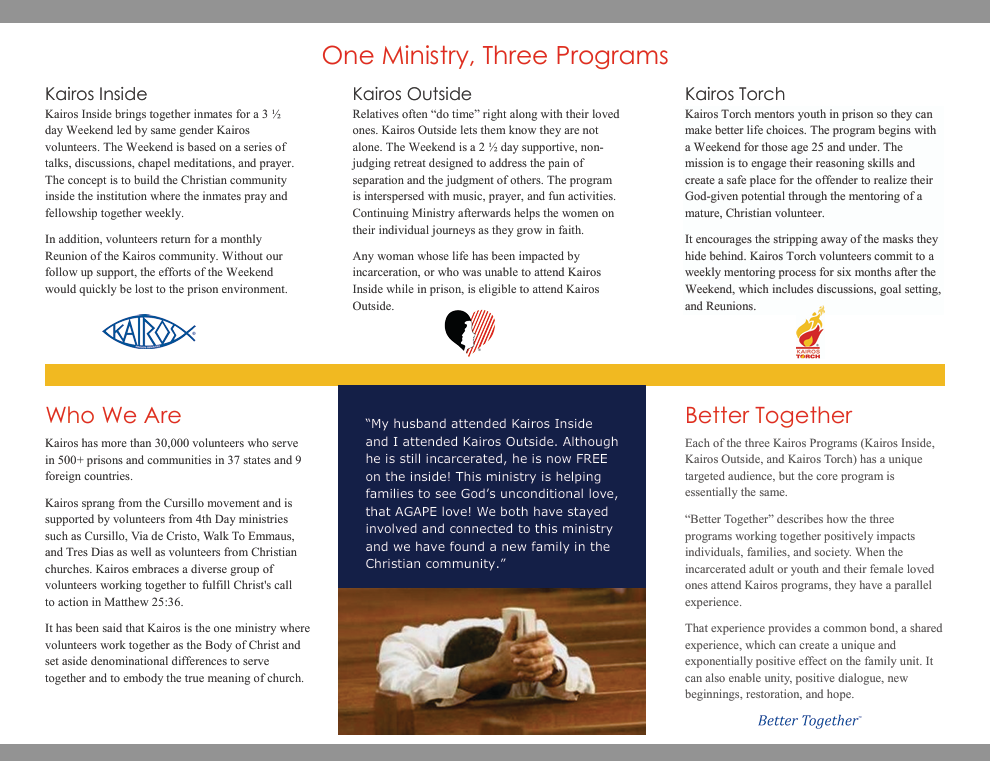 One Ministry, Three Programs
Kairos Inside
Kairos Inside brings together inmates for a 3 ½
day Weekend led by same gender Kairos
volunteers. The Weekend is based on a series of
talks, discussions, chapel meditations, and prayer.
The concept is to build the Christian community
inside the institution where the inmates pray and
fellowship together weekly.
In addition, volunteers return for a monthly
Reunion of the Kairos community. Without our
follow up support, the efforts of the Weekend
would quickly be lost to the prison environment.
KAIROS
Kairos Outside
Relatives often “do time” right along with their loved
ones. Kairos Outside lets them know they are not
alone. The Weekend is a 2 ½ day supportive, non-
judging retreat designed to address the pain of
separation and the judgment of others. The program
is interspersed with music, prayer, and fun activities.
Continuing Ministry afterwards helps the women on
their individual journeys as they grow in faith.
Any woman whose life has been impacted by
incarceration, or who was unable to attend Kairos
Inside while in prison, is eligible to attend Kairos
Outside.
Kairos Torch
Kairos Torch mentors youth in prison so they can
make better life choices. The program begins with
a Weekend for those age 25 and under. The
mission is to engage their reasoning skills and
create a safe place for the offender to realize their
God-given potential through the mentoring of a
mature, Christian volunteer.
It encourages the stripping away of the masks they
hide behind. Kairos Torch volunteers commit to a
weekly mentoring process for six months after the
Weekend, which includes discussions, goal setting,
and Reunions.
KAIROS
TORCH
Who We Are
Kairos has more than 30,000 volunteers who serve
in 500+ prisons and communities in 37 states and 9
foreign countries.
Kairos sprang from the Cursillo movement and is
supported by volunteers from 4th Day ministries
such as Cursillo, Via de Cristo, Walk To Emmaus,
and Tres Dias as well as volunteers from Christian
churches. Kairos embraces a diverse group of
volunteers working together to fulfill Christ's call
to action in Matthew 25:36.
It has been said that Kairos is the one ministry where
volunteers work together as the Body of Christ and
set aside denominational differences to serve
together and to embody the true meaning of church.
“My husband attended Kairos Inside
and I attended Kairos Outside. Although
he is still incarcerated, he is now FREE
on the inside! This ministry is helping
families to see God’s unconditional love,
that AGAPE love! We both have stayed
involved and connected to this ministry
and we have found a new family in the
Christian community.”
Better Together
Each of the three Kairos Programs (Kairos Inside,
Kairos Outside, and Kairos Torch) has a unique
targeted audience, but the core program is
essentially the same.
“Better Together” describes how the three
programs working together positively impacts
individuals, families, and society. When the
incarcerated adult or youth and their female loved
ones attend Kairos programs, they have a parallel
experience.
That experience provides a common bond, a shared
experience, which can create a unique and
exponentially positive effect on the family unit. It
can also enable unity, positive dialogue, new
beginnings, restoration, and hope.
Better Together